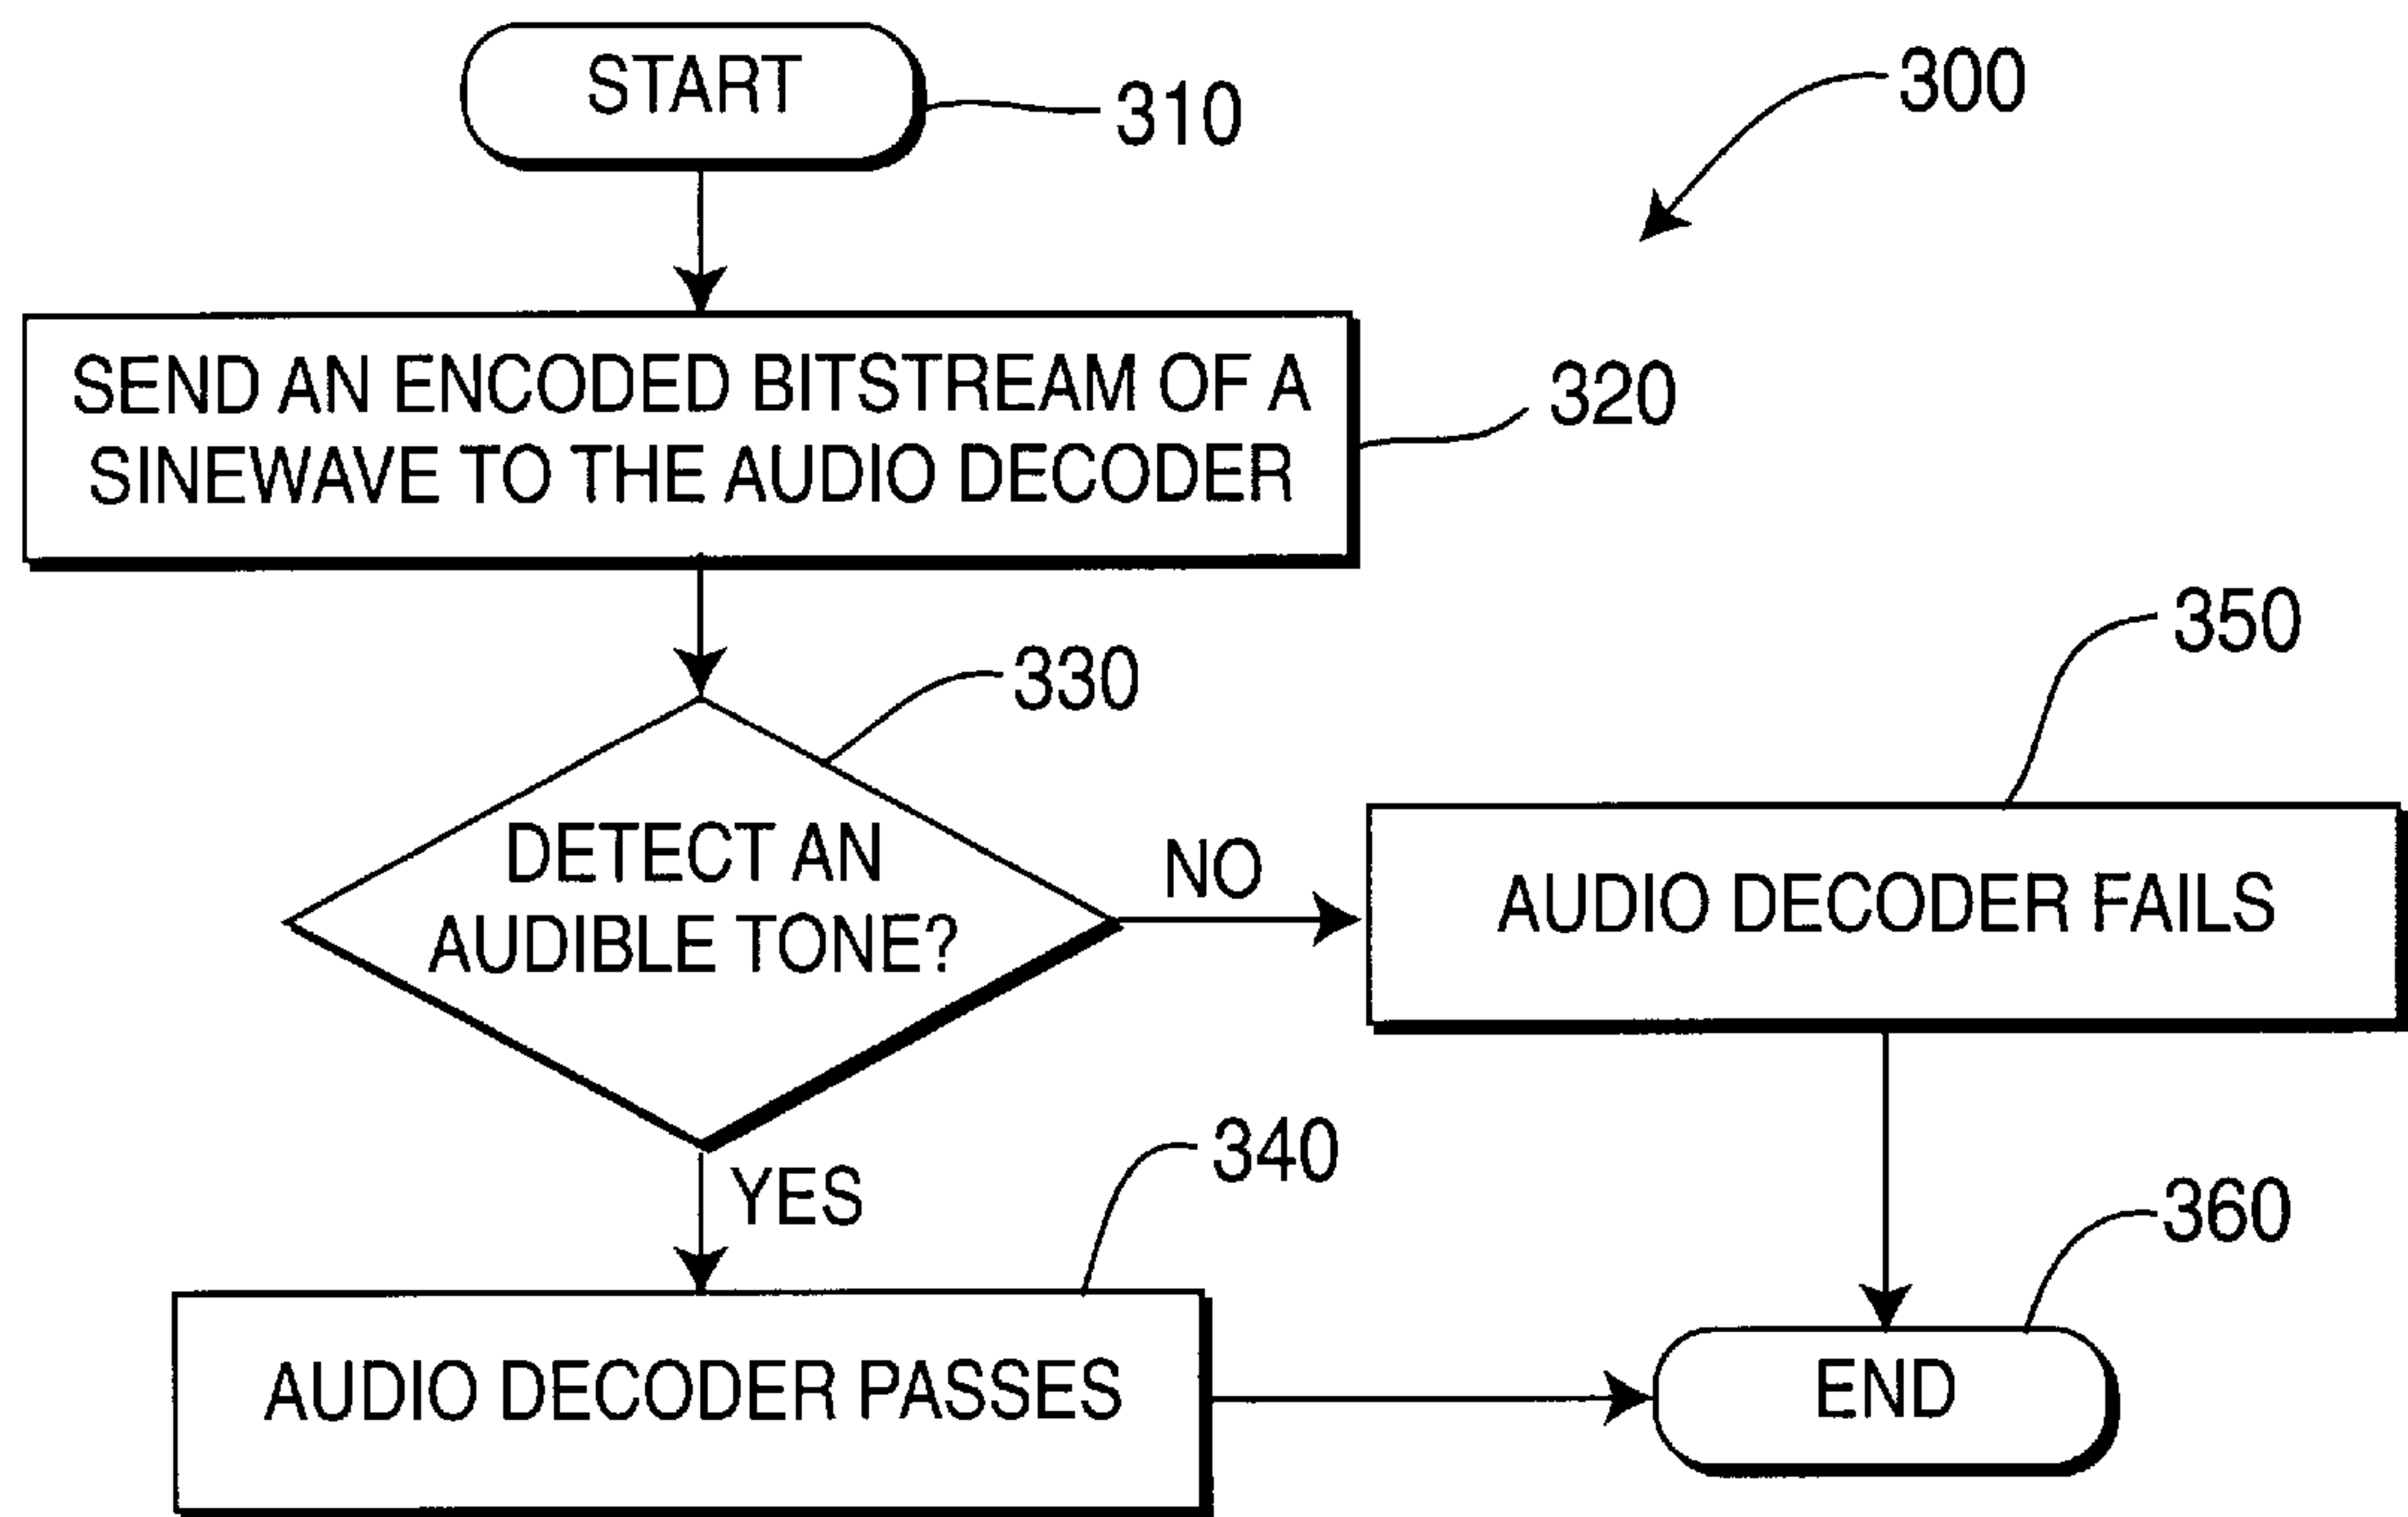 START
310
300
SEND AN ENCODED BITSTREAM OF A
SINEWAVE TO THE AUDIO DECODER
320
330
350
DETECT AN
AUDIBLE TONE?
NO
AUDIO DECODER FAILS
YES
340
360
AUDIO DECODER PASSES
END